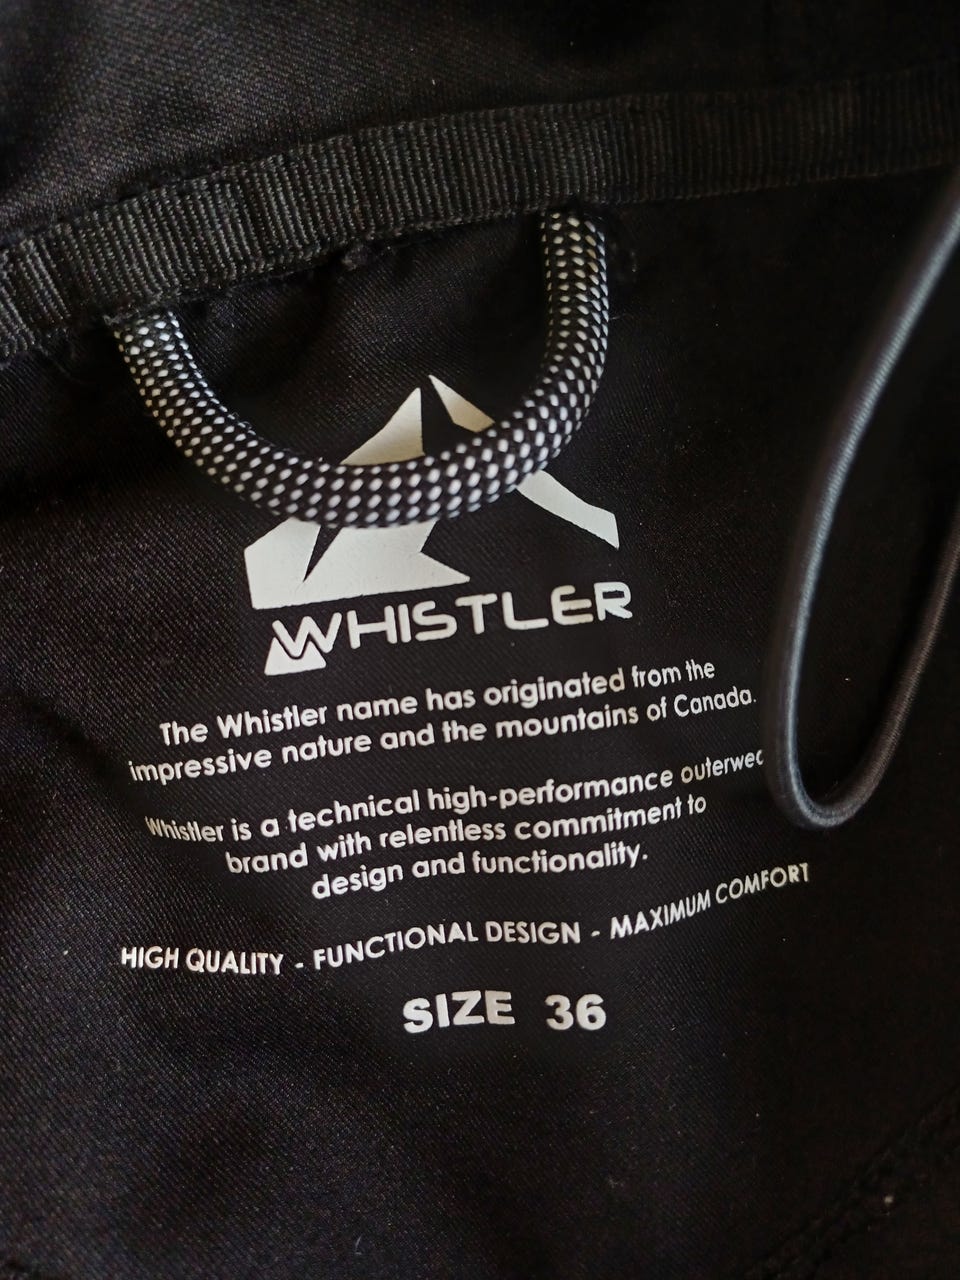 WHISTLER
The Whistler name has originated from the
impressive nature and the mountains of Canada.
Whistler is a technical high-performance
brand with relentless commitment to
design and functionality.
HIGH QUALITY - FUNCTIONAL DESIGN - MAXIMUM COMFORT
SIZE 36